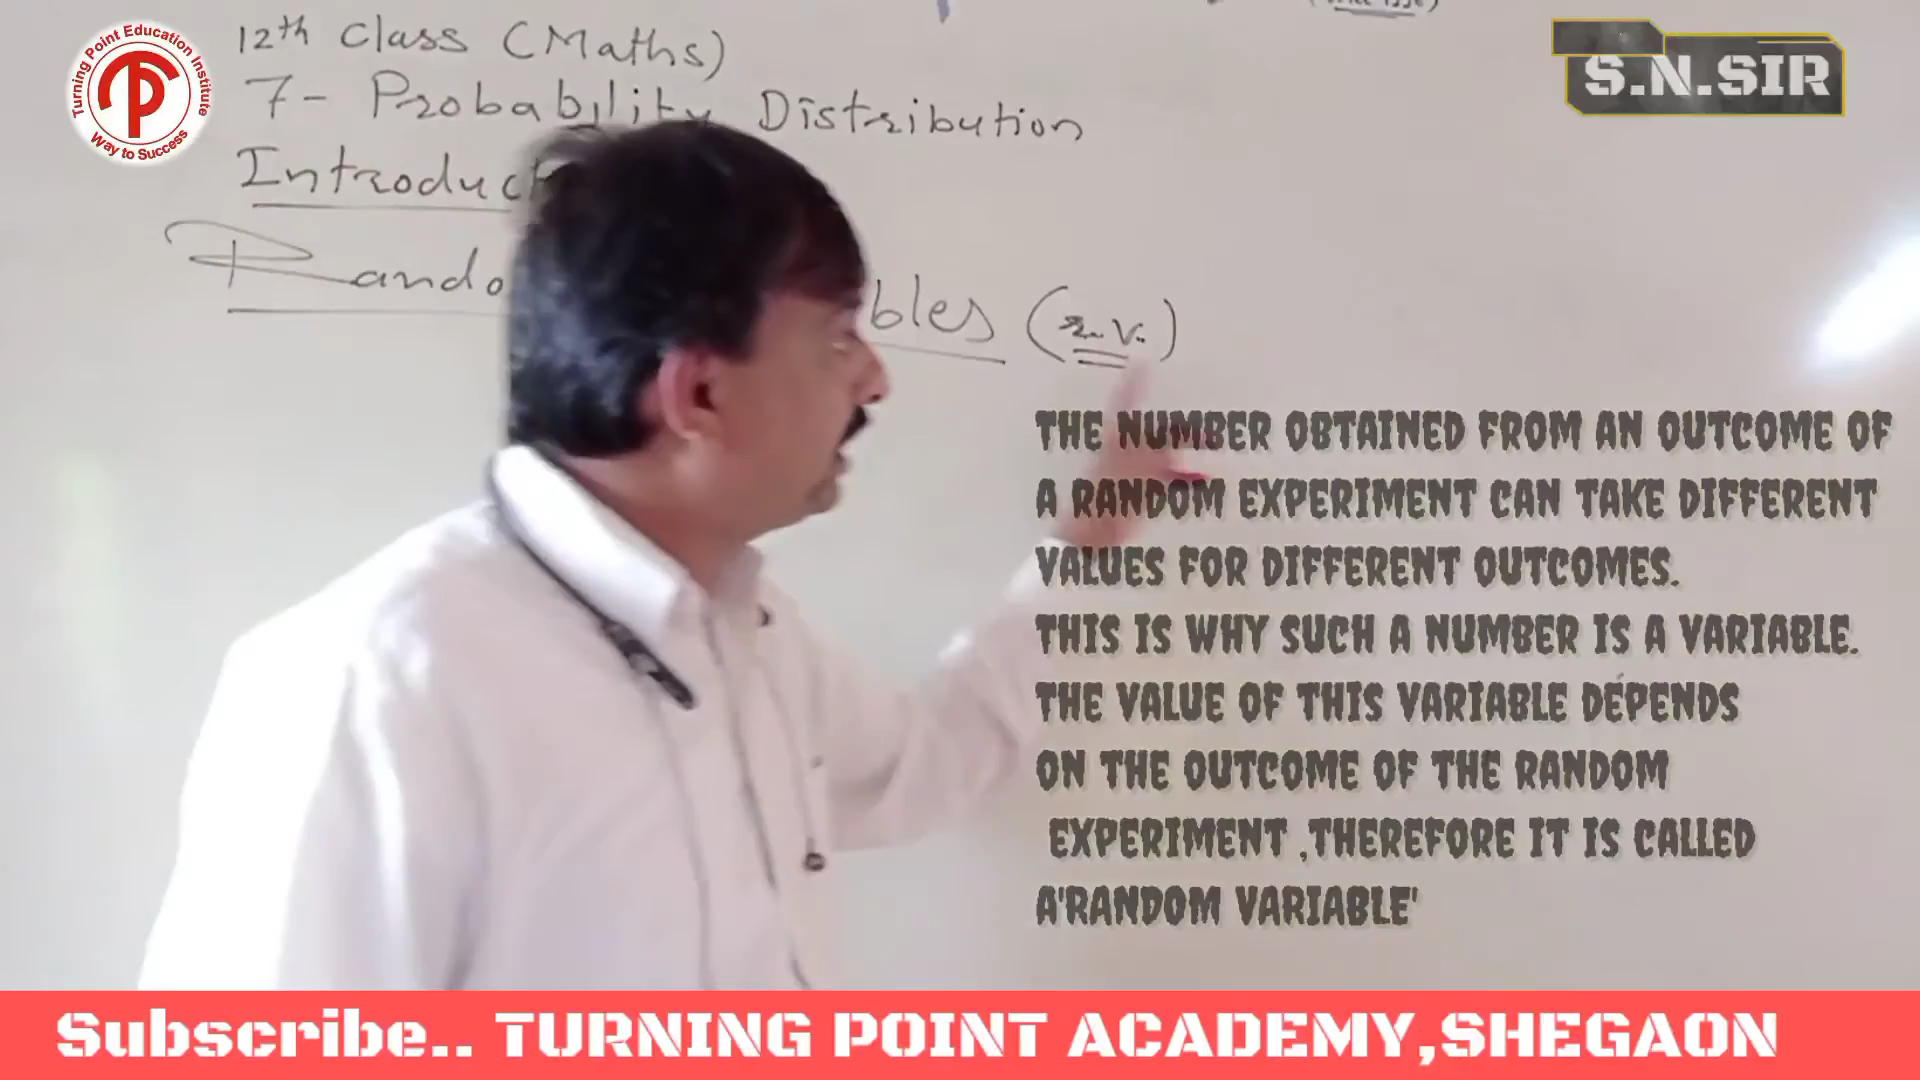 12th class (Maths)
7- Probability Distribution
Introduct
Rando bles (r.v.)
Turning Point Education Institute
Way to Success
S.N.SIR
THE NUMBER OBTAINED FROM AN OUTCOME OF
A RANDOM EXPERIMENT CAN TAKE DIFFERENT
VALUES FOR DIFFERENT OUTCOMES.
THIS IS WHY SUCH A NUMBER IS A VARIABLE.
THE VALUE OF THIS VARIABLE DEPENDS
ON THE OUTCOME OF THE RANDOM
EXPERIMENT ,THEREFORE IT IS CALLED
A'RANDOM VARIABLE'
Subscribe.. TURNING POINT ACADEMY,SHEGAON